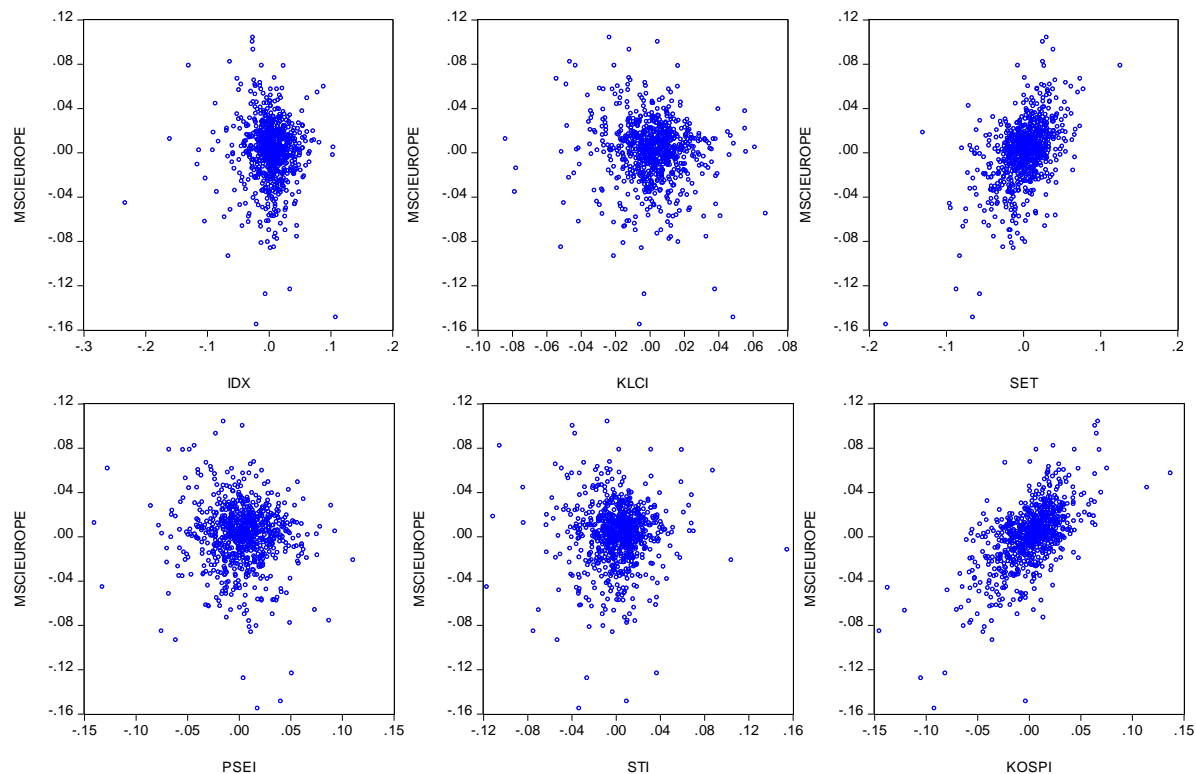 .12
.08
.04
.00
-.04
-.08
-.12
-.16
MSCIEUROPE
-.3 -.2 -.1 .0 .1 .2
IDX
.12
.08
.04
.00
-.04
-.08
-.12
-.16
MSCIEUROPE
-.10 -.08 -.06 -.04 -.02 .00 .02 .04 .06 .08
KLCI
.12
.08
.04
.00
-.04
-.08
-.12
-.16
MSCIEUROPE
-.2 -.1 .0 .1 .2
SET
.12
.08
.04
.00
-.04
-.08
-.12
-.16
MSCIEUROPE
-.15 -.10 -.05 .00 .05 .10 .15
PSEI
.12
.08
.04
.00
-.04
-.08
-.12
-.16
MSCIEUROPE
-.12 -.08 -.04 .00 .04 .08 .12 .16
STI
.12
.08
.04
.00
-.04
-.08
-.12
-.16
MSCIEUROPE
-.15 -.10 -.05 .00 .05 .10 .15
KOSPI